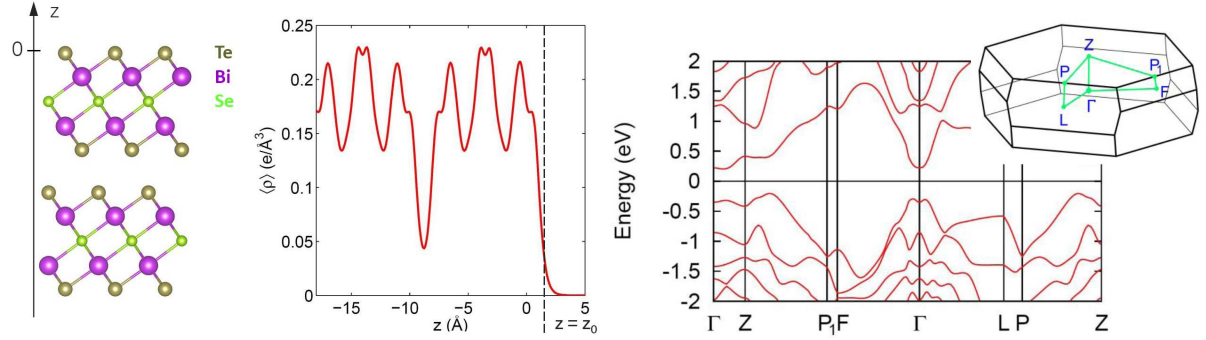 z
0
Te
Bi
Se
0.25
0.2
0.15
0.1
0.05
0
⟨ρ⟩ (e/Å³)
−15 −10 −5 0 5
z (Å)
z = z₀
2
1.5
1
0.5
0
-0.5
-1
-1.5
-2
Energy (eV)
Γ Z P₁ F Γ L P Z
Z
P P₁
Γ F
L